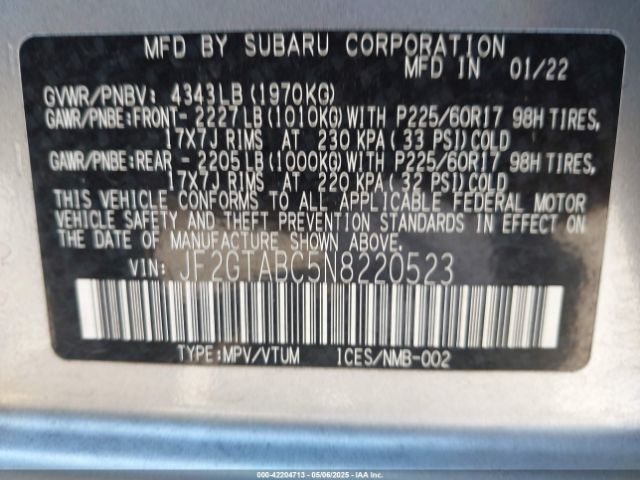 MFD BY SUBARU CORPORATION
MFD IN 01/22
GVWR/PNBV: 4343LB (1970KG)
GAWR/PNBE:FRONT- 2227LB (1010KG)WITH P225/60R17 98H TIRES,
17X7J RIMS AT 230 KPA (33 PSI)COLD
GAWR/PNBE:REAR - 2205LB (1000KG)WITH P225/60R17 98H TIRES,
17X7J RIMS AT 220 KPA (32 PSI)COLD
THIS VEHICLE CONFORMS TO ALL APPLICABLE FEDERAL MOTOR
VEHICLE SAFETY AND THEFT PREVENTION STANDARDS IN EFFECT ON
THE DATE OF MANUFACTURE SHOWN ABOVE.
VIN: JF2GTABC5N8220523
TYPE:MPV/VTUM ICES/NMB-002
000-42204713 - 05/06/2025 - IAA Inc.